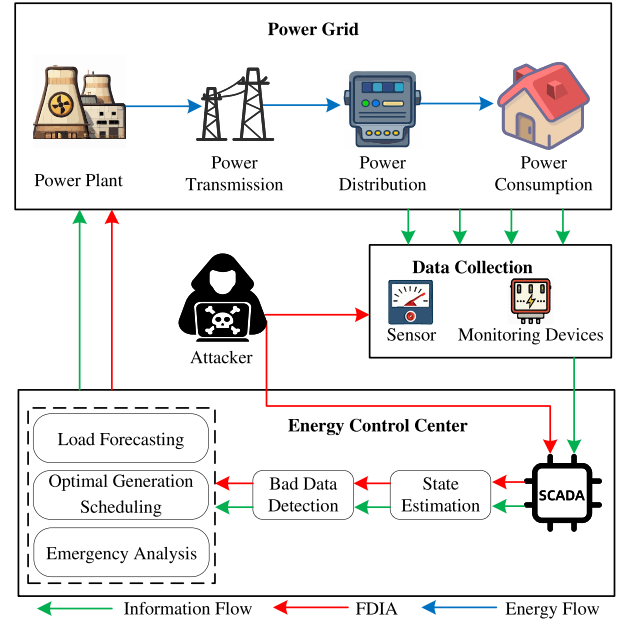 Power Grid
Power Plant
Power
Transmission
Power
Distribution
Power
Consumption
Data Collection
Sensor
Monitoring Devices
Attacker
Energy Control Center
Load Forecasting
Optimal Generation
Scheduling
Emergency Analysis
Bad Data
Detection
State
Estimation
SCADA
Information Flow
FDIA
Energy Flow